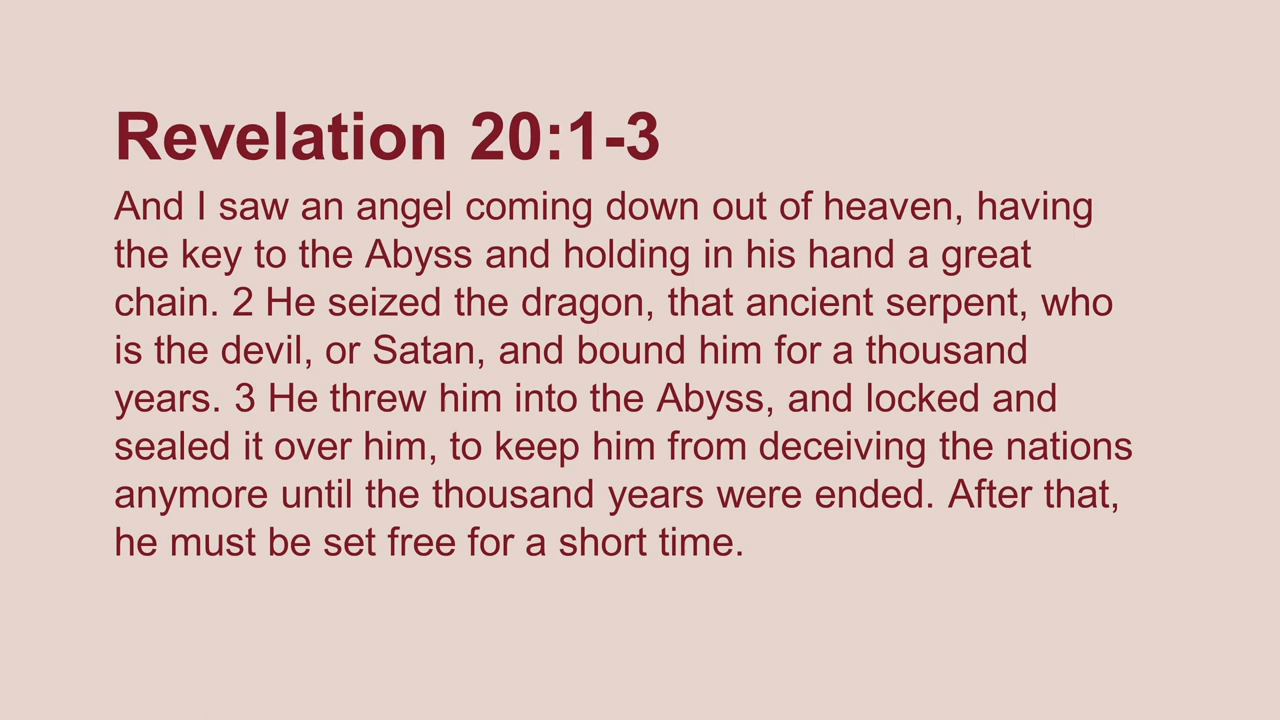 Revelation 20:1-3
And I saw an angel coming down out of heaven, having
the key to the Abyss and holding in his hand a great
chain. 2 He seized the dragon, that ancient serpent, who
is the devil, or Satan, and bound him for a thousand
years. 3 He threw him into the Abyss, and locked and
sealed it over him, to keep him from deceiving the nations
anymore until the thousand years were ended. After that,
he must be set free for a short time.